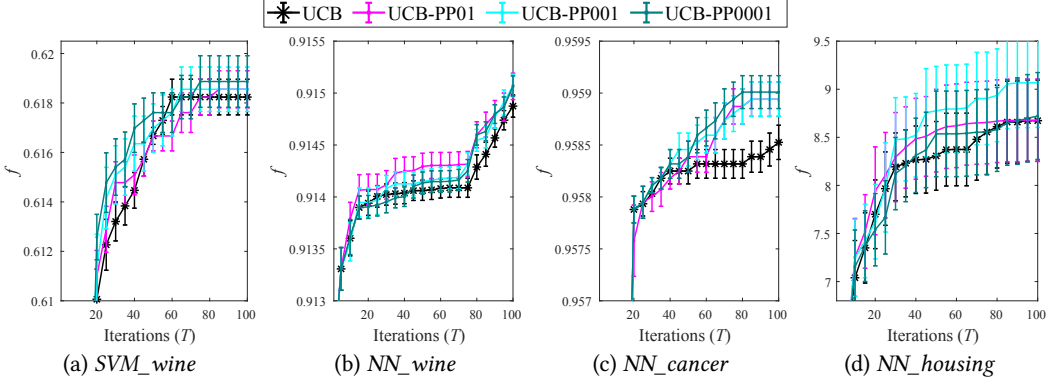 UCB UCB-PP01 UCB-PP001 UCB-PP0001
0.62
0.618
0.616
0.614
0.612
0.61
f
20 40 60 80 100
Iterations (T)
(a) SVM_wine
0.9155
0.915
0.9145
0.914
0.9135
0.913
f
20 40 60 80 100
Iterations (T)
(b) NN_wine
0.9595
0.959
0.9585
0.958
0.9575
0.957
f
20 40 60 80 100
Iterations (T)
(c) NN_cancer
9.5
9
8.5
8
7.5
7
f
20 40 60 80 100
Iterations (T)
(d) NN_housing